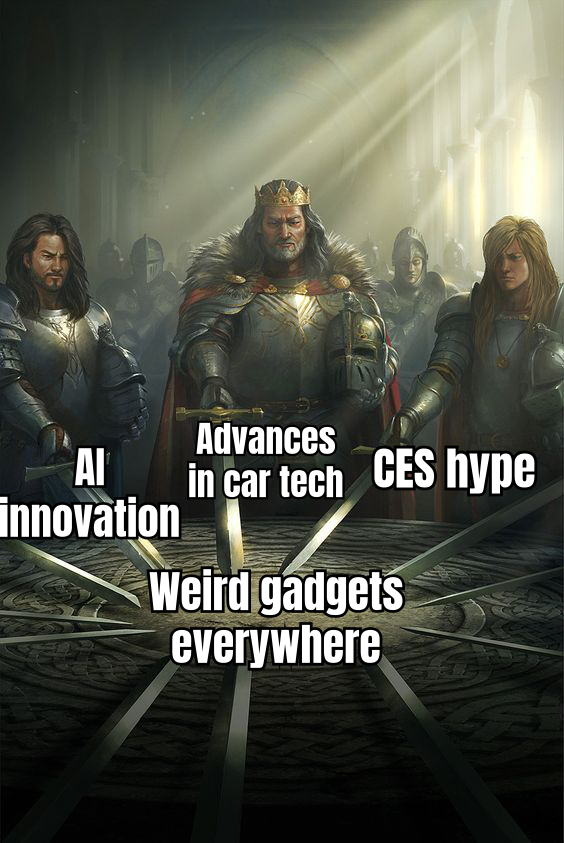 Advances
in car tech
AI
innovation
CES hype
Weird gadgets
everywhere